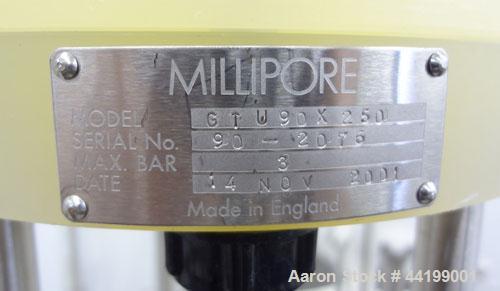 MILLIPORE
MODEL GTU90X250
SERIAL No. 90-2076
MAX. BAR 3
DATE 14 NOV 2001
Made in England
Aaron Stock # 44199001